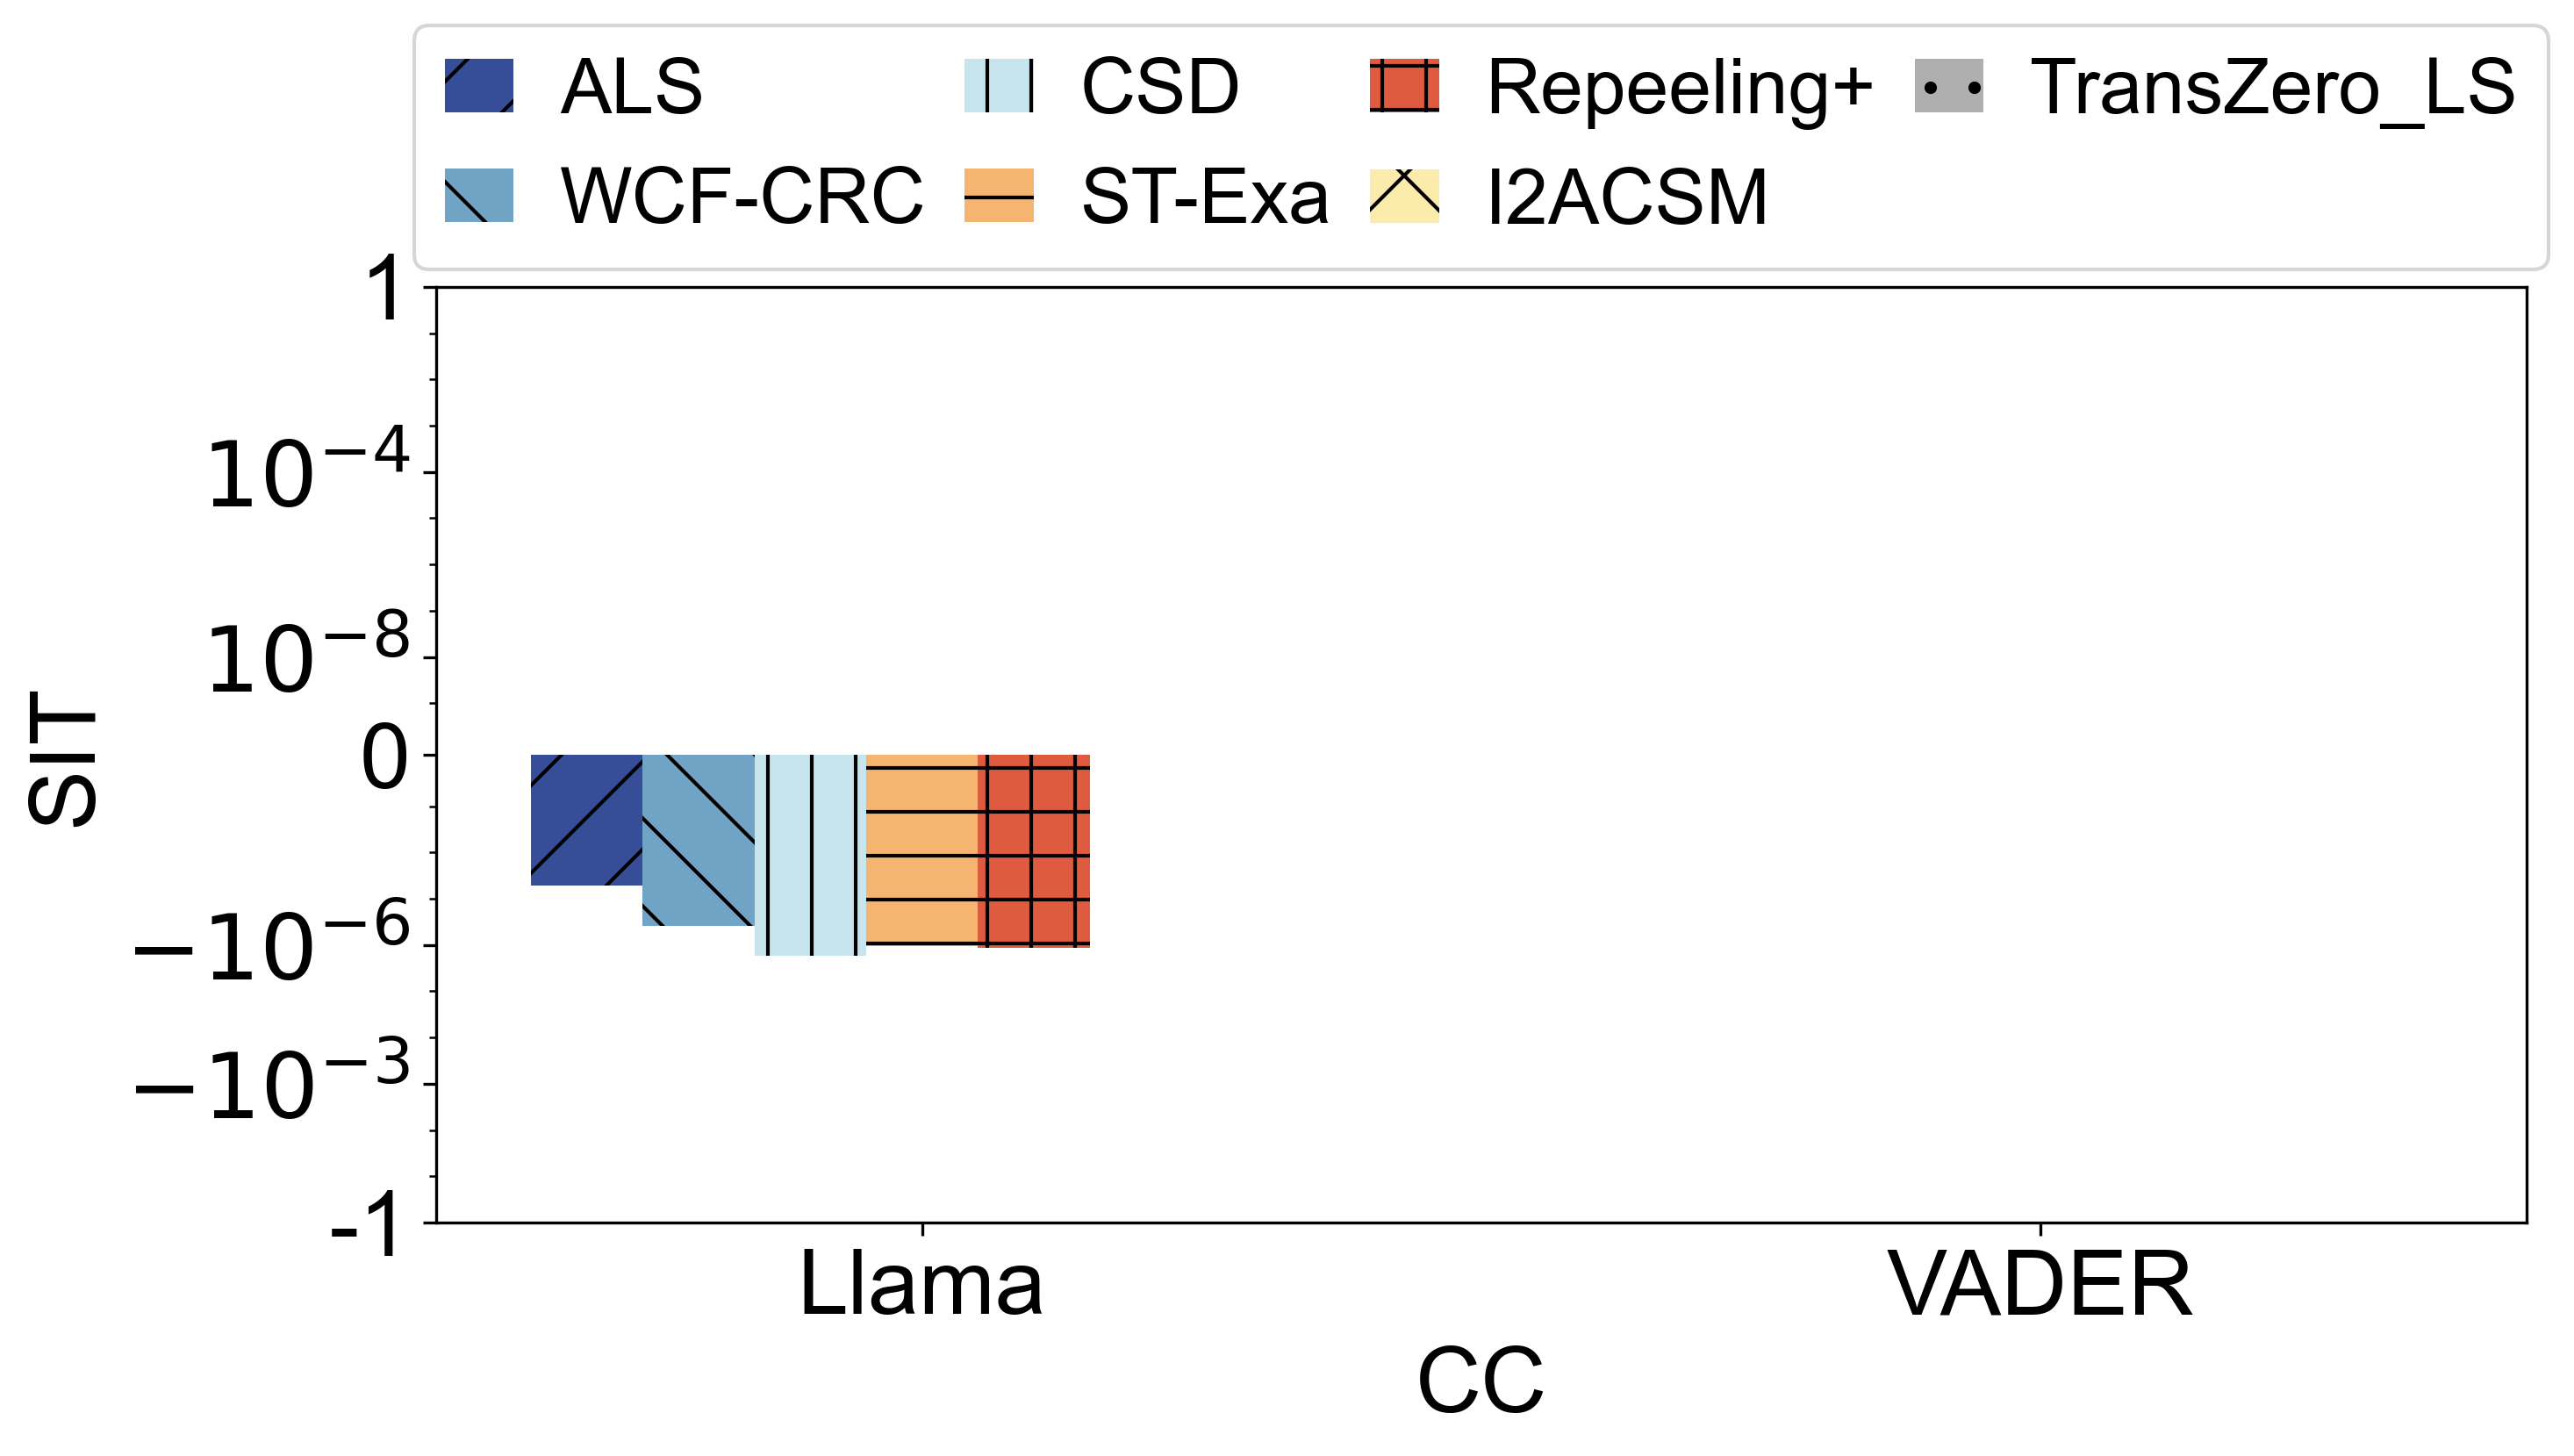 ALS CSD Repeeling+ TransZero_LS
WCF-CRC ST-Exa I2ACSM
1
10⁻⁴
10⁻⁸
0
−10⁻⁶
−10⁻³
-1
SIT
Llama VADER
CC